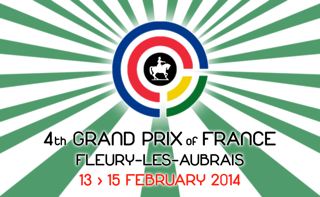 4th GRAND PRIX of FRANCE
FLEURY-LES-AUBRAIS
13 > 15 FEBRUARY 2014